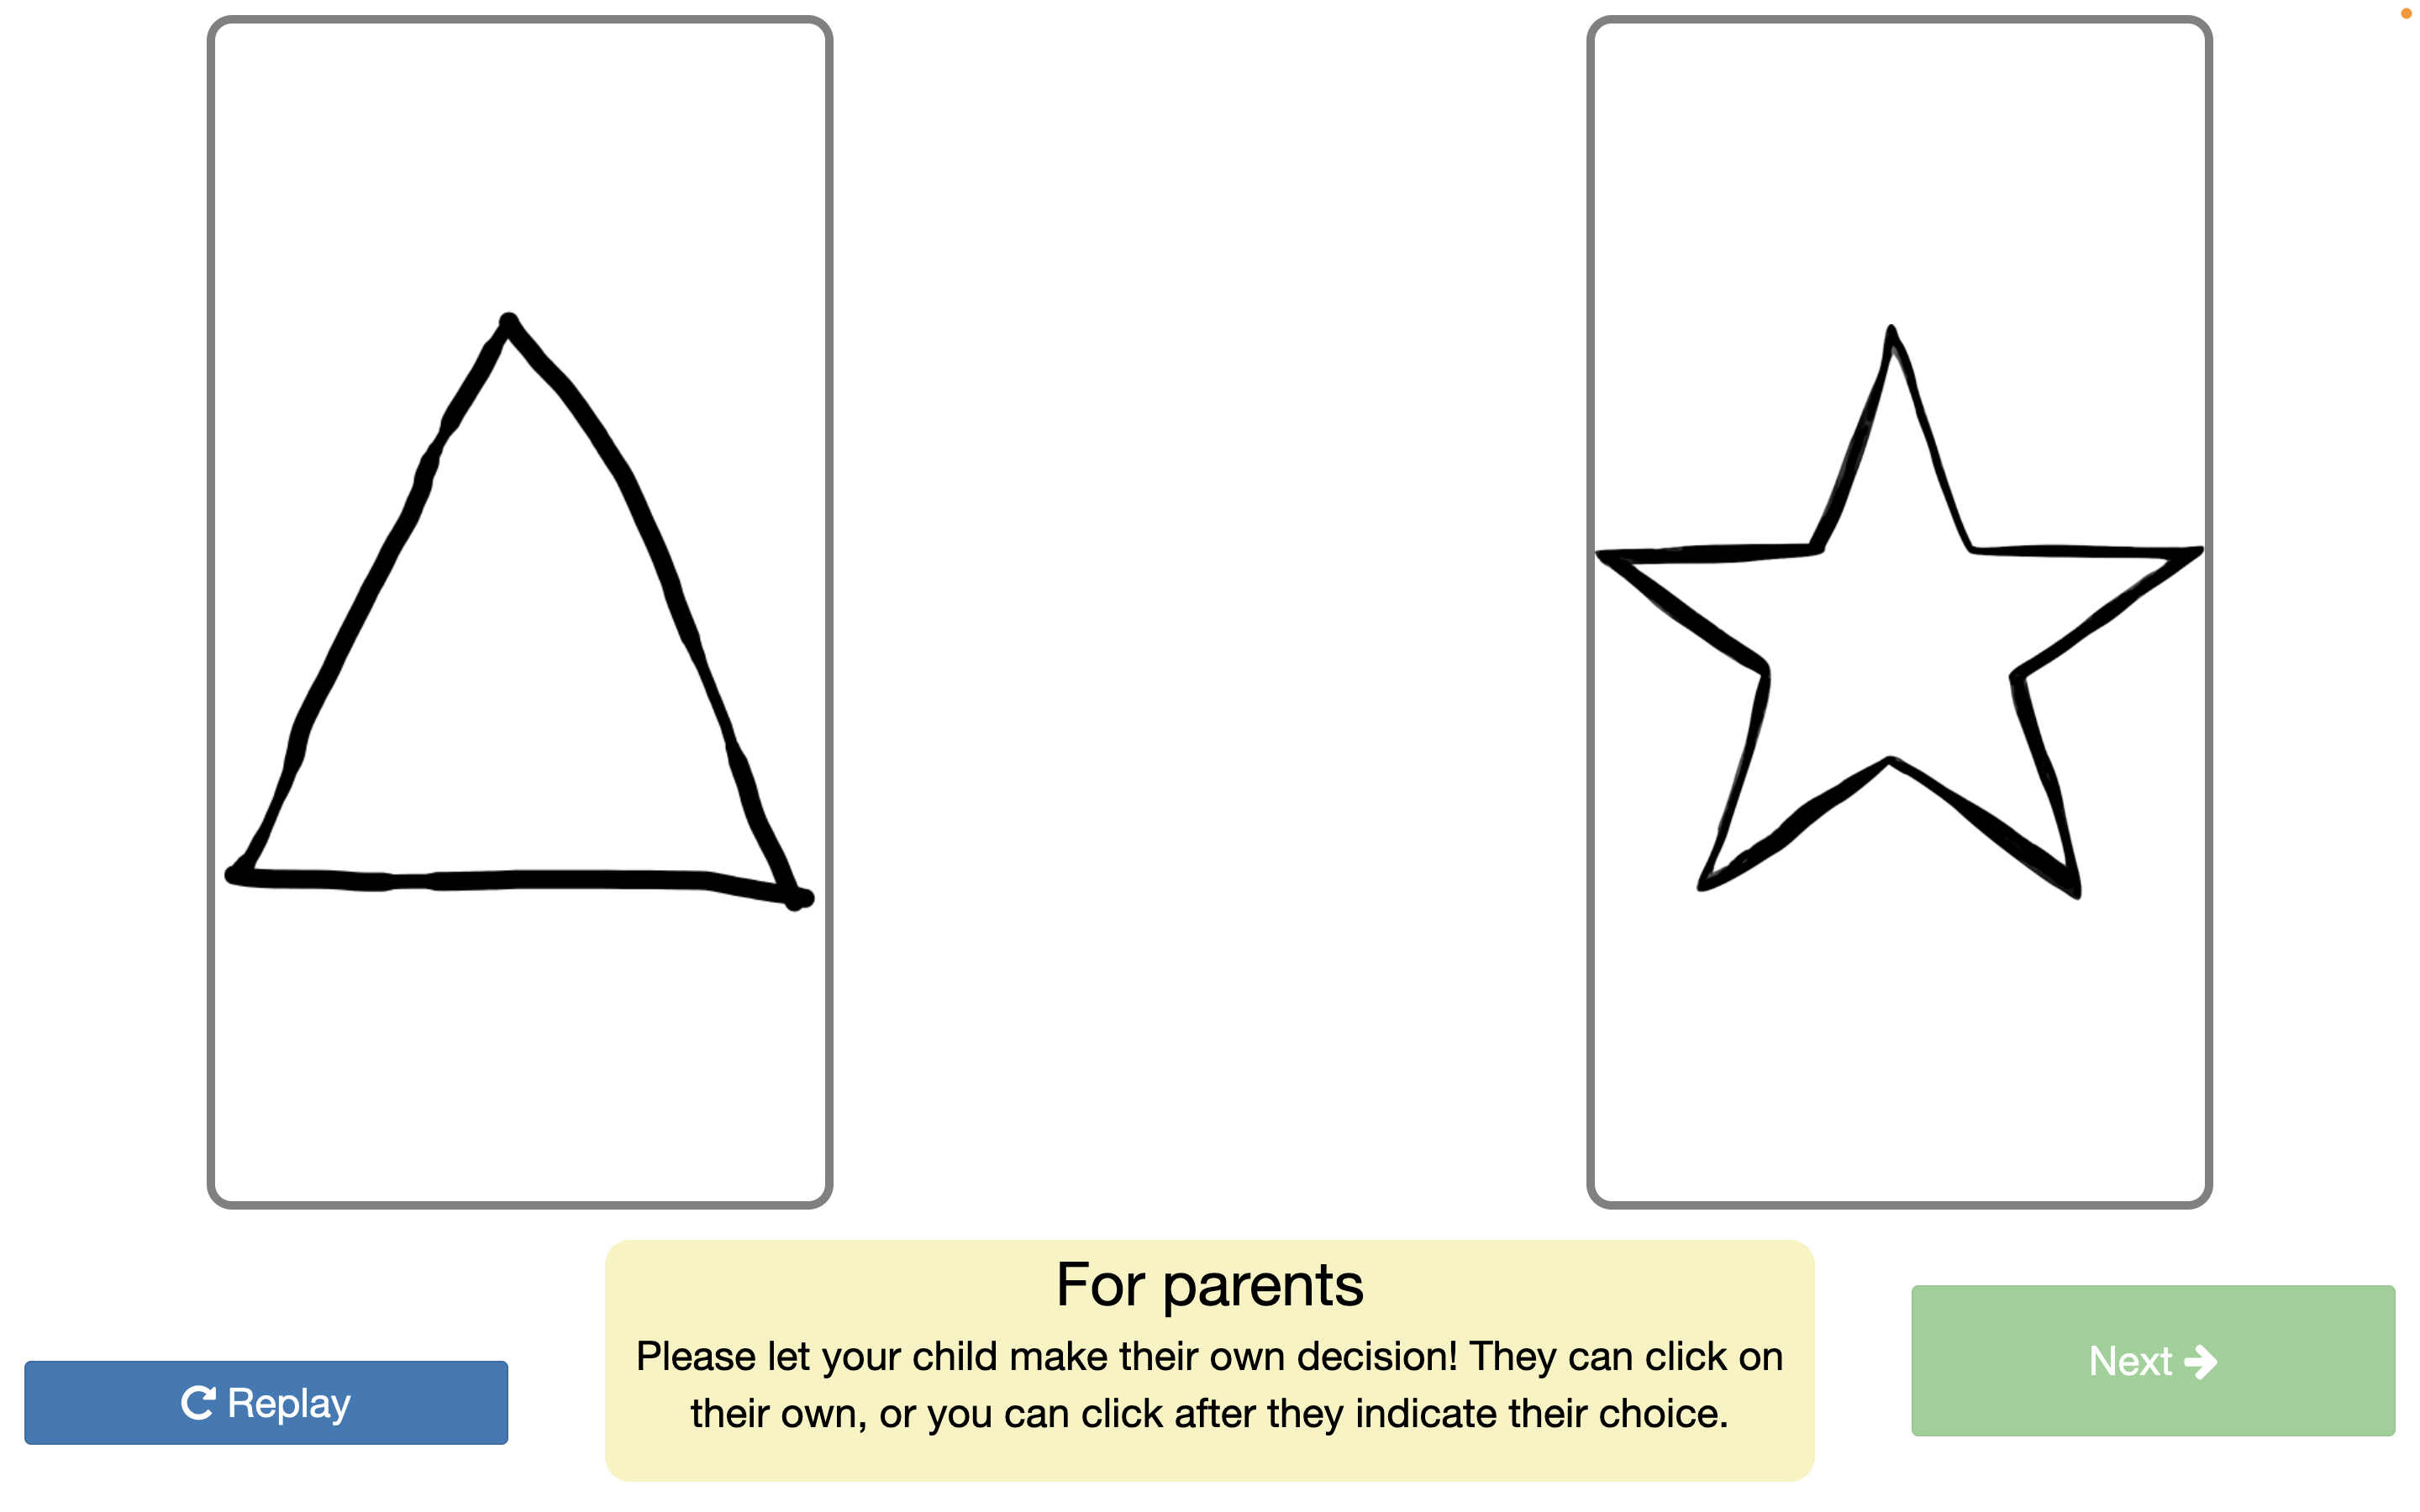 For parents
Please let your child make their own decision! They can click on
their own, or you can click after they indicate their choice.
Replay
Next